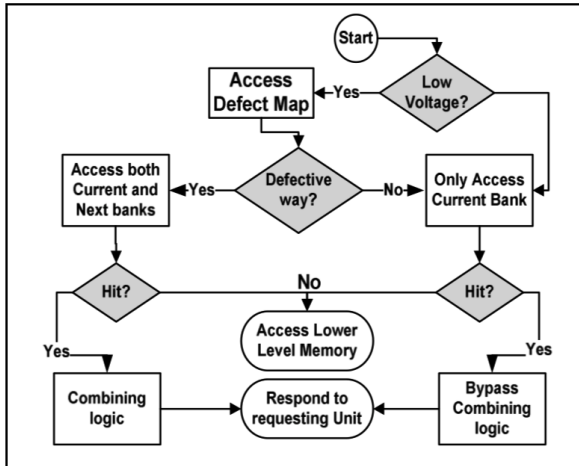 Start
Low
Voltage?
Yes
Access
Defect Map
Defective
way?
Yes
No
Access both
Current and
Next banks
Only Access
Current Bank
Hit?
No
Hit?
Access Lower
Level Memory
Yes
Yes
Combining
logic
Respond to
requesting Unit
Bypass
Combining
logic